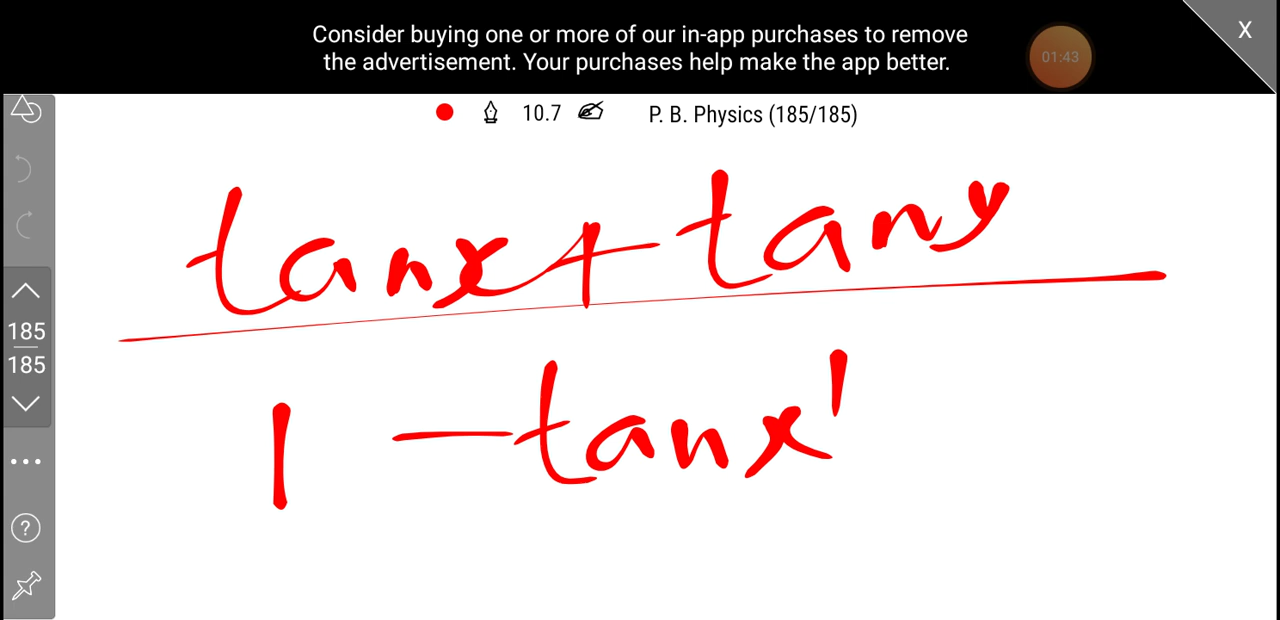 Consider buying one or more of our in-app purchases to remove
the advertisement. Your purchases help make the app better.
01:43
X
10.7 P. B. Physics (185/185)
185
185
?
tanx + tany
1 - tanx'